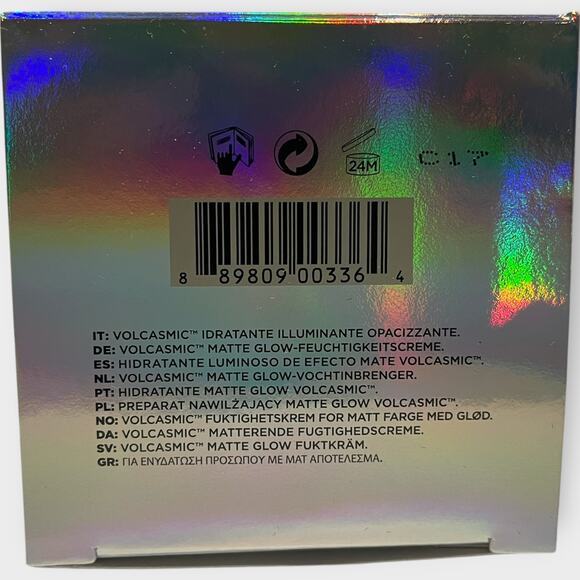 24M
C17
8 89809 00336 4
IT: VOLCASMIC™ IDRATANTE ILLUMINANTE OPACIZZANTE.
DE: VOLCASMIC™ MATTE GLOW-FEUCHTIGKEITSCREME.
ES: HIDRATANTE LUMINOSO DE EFECTO MATE VOLCASMIC™.
NL: VOLCASMIC™ MATTE GLOW-VOCHTINBRENGER.
PT: HIDRATANTE MATTE GLOW VOLCASMIC™.
PL: PREPARAT NAWILŻAJĄCY MATTE GLOW VOLCASMIC™.
NO: VOLCASMIC™ FUKTIGHETSKREM FOR MATT FARGE MED GLØD.
DA: VOLCASMIC™ MATTERENDE FUGTIGHEDSCREME.
SV: VOLCASMIC™ MATTE GLOW FUKTKRÄM.
GR: ΓΙΑ ΕΝΥΔΑΤΩΣΗ ΠΡΟΣΩΠΟΥ ΜΕ ΜΑΤ ΑΠΟΤΕΛΕΣΜΑ.